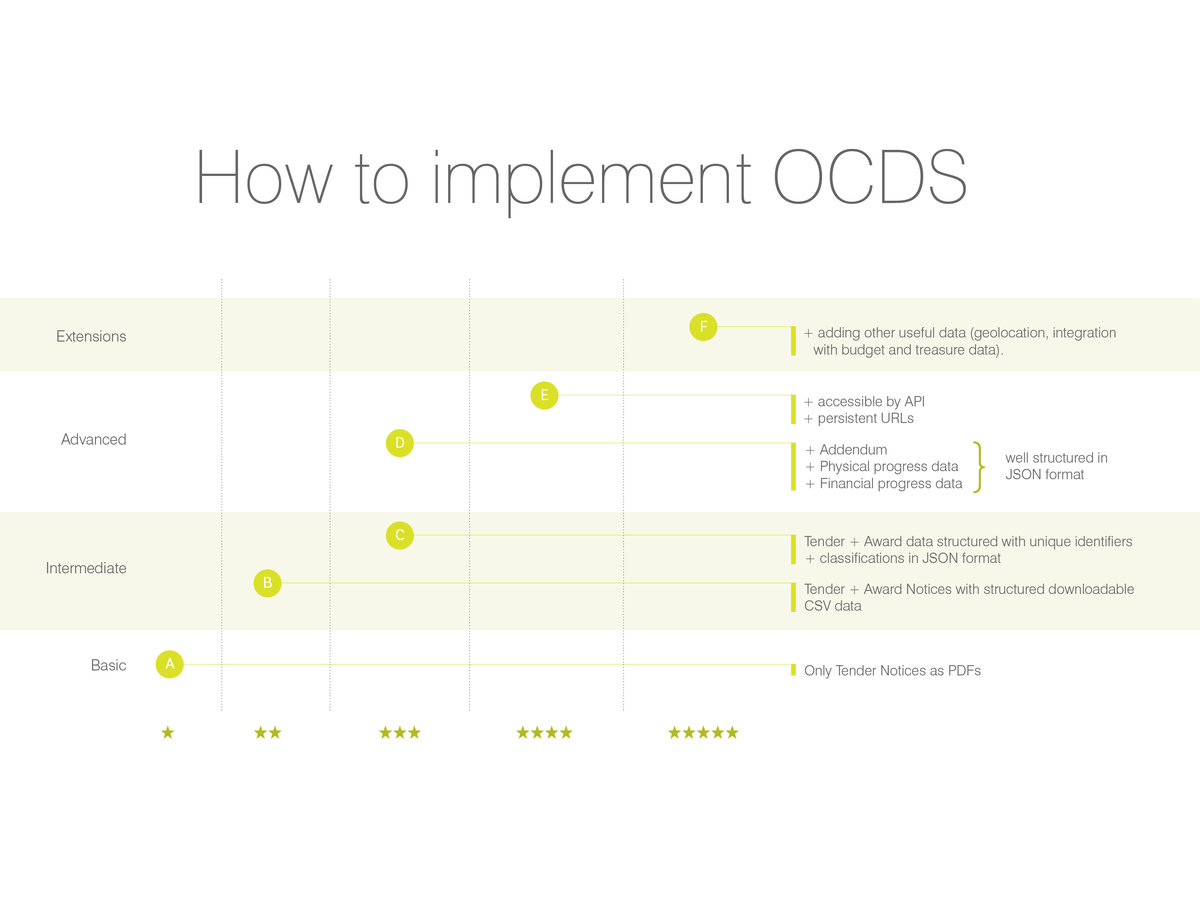 How to implement OCDS
Extensions
F
+ adding other useful data (geolocation, integration
with budget and treasure data).
Advanced
E
+ accessible by API
+ persistent URLs
D
+ Addendum
+ Physical progress data
+ Financial progress data
well structured in
JSON format
Intermediate
C
Tender + Award data structured with unique identifiers
+ classifications in JSON format
B
Tender + Award Notices with structured downloadable
CSV data
Basic
A
Only Tender Notices as PDFs
★ ★★ ★★★ ★★★★ ★★★★★